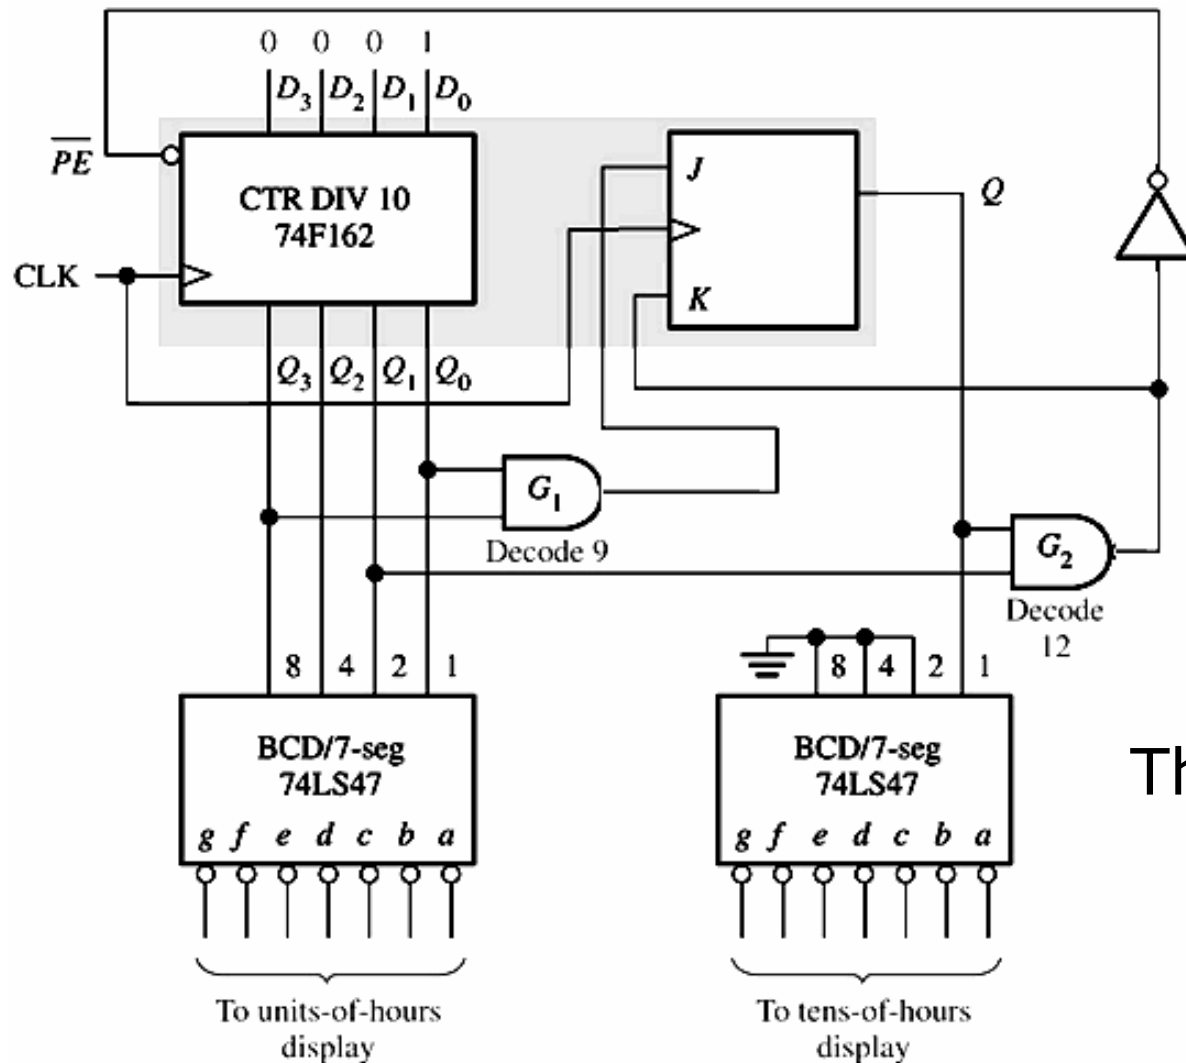 0 0 0 1
D3 D2 D1 D0
PE
CTR DIV 10
74F162
CLK
J
K
Q
Q3 Q2 Q1 Q0
G1
Decode 9
G2
Decode
12
8 4 2 1
8 4 2 1
BCD/7-seg
74LS47
g f e d c b a
BCD/7-seg
74LS47
g f e d c b a
Th
To units-of-hours
display
To tens-of-hours
display